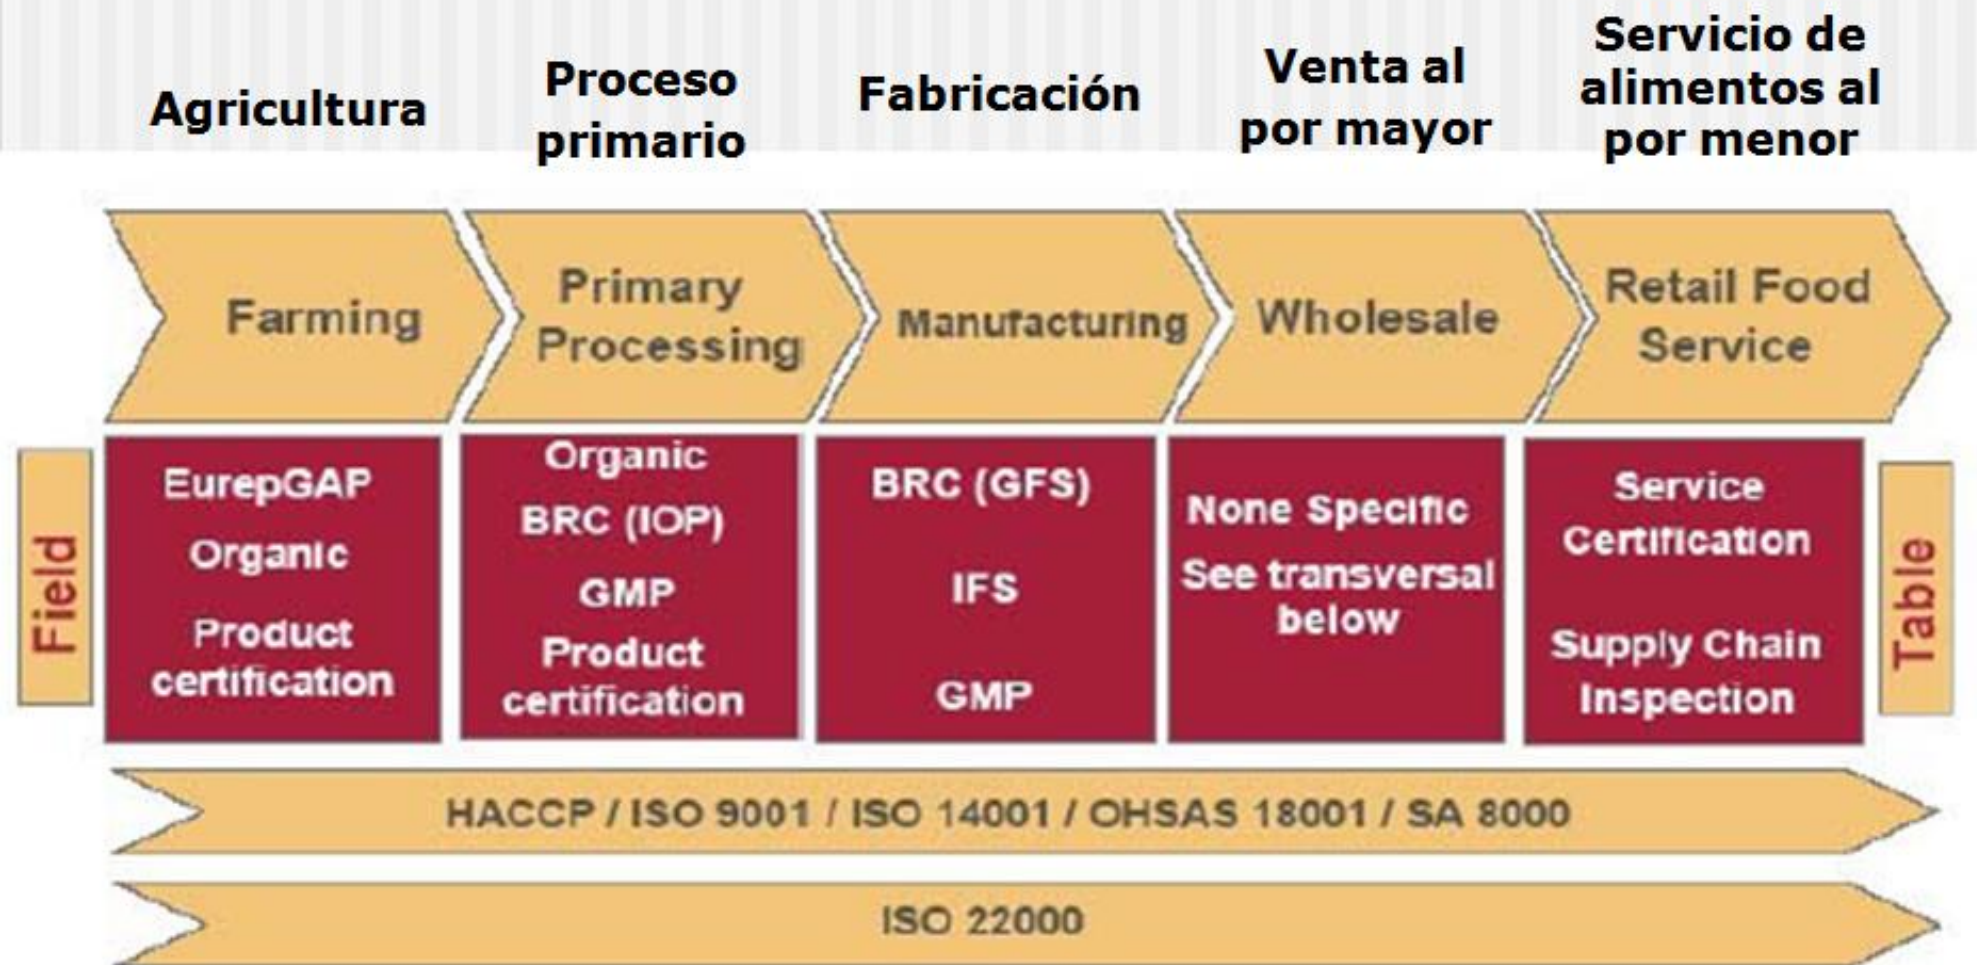 Agricultura
Proceso
primario
Fabricación
Venta al
por mayor
Servicio de
alimentos al
por menor
Farming
Primary
Processing
Manufacturing
Wholesale
Retail Food
Service
Field
EurepGAP
Organic
Product
certification
Organic
BRC (IOP)
GMP
Product
certification
BRC (GFS)
IFS
GMP
None Specific
See transversal
below
Service
Certification
Supply Chain
Inspection
Table
HACCP / ISO 9001 / ISO 14001 / OHSAS 18001 / SA 8000
ISO 22000